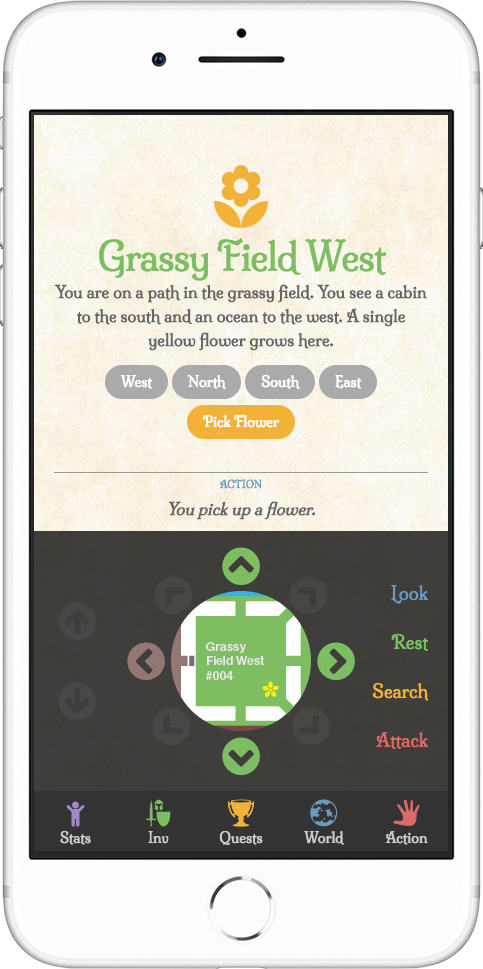 Grassy Field West
You are on a path in the grassy field. You see a cabin
to the south and an ocean to the west. A single
yellow flower grows here.
West North South East
Pick Flower
ACTION
You pick up a flower.
Look
Rest
Search
Attack
Grassy
Field West
#004
Stats Inv Quests World Action